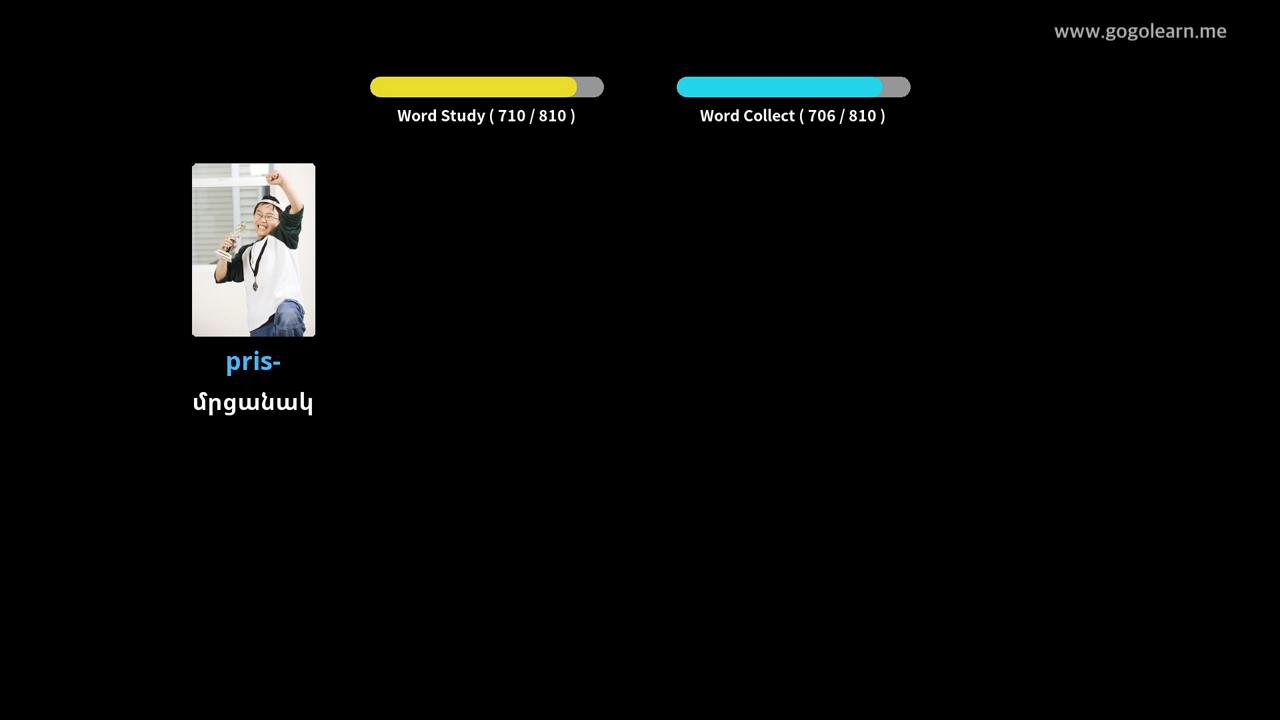 www.gogolearn.me
Word Study ( 710 / 810 )
Word Collect ( 706 / 810 )
pris-
մրցանակ